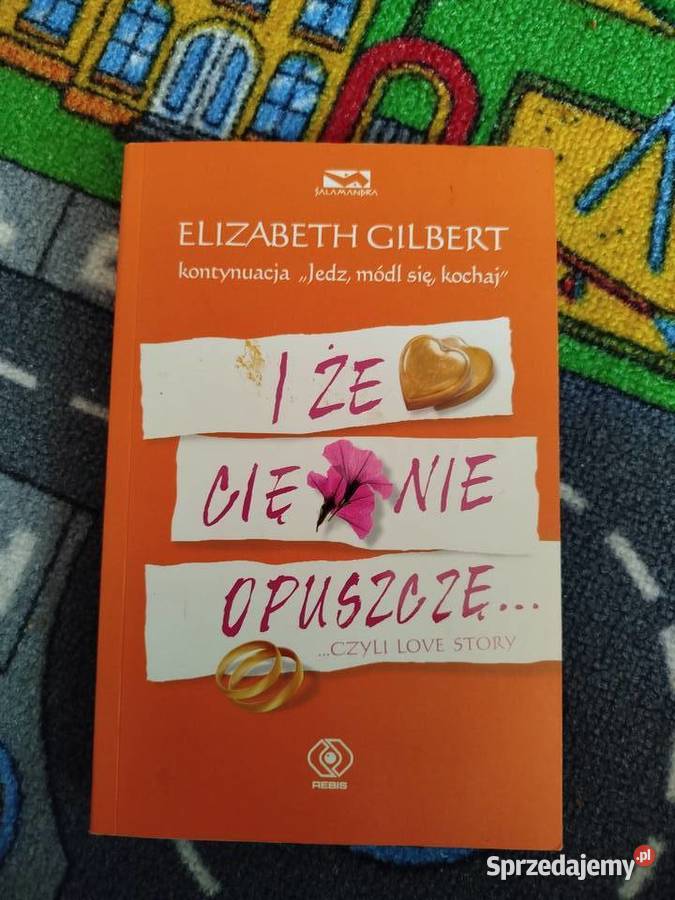 SALAMANDRA
ELIZABETH GILBERT
kontynuacja „Jedz, módl się, kochaj”
I ŻE
CIĘ NIE
OPUSZCZĘ...
...CZYLI LOVE STORY
REBIS
Sprzedajemy.pl